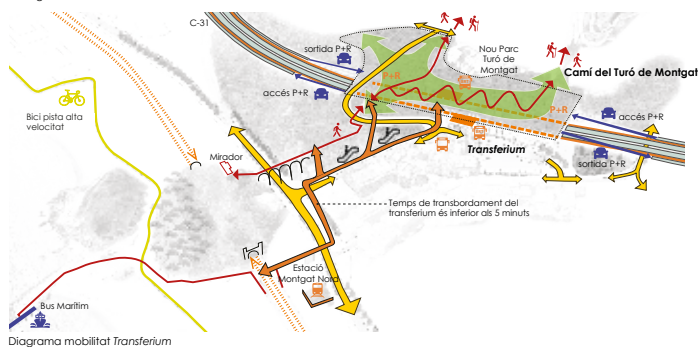 C-31
sortida P+R
Nou Parc
Turó de
Montgat
Camí del Turó de Montgat
P+R
accés P+R
P+R
accés P+R
Bici pista alta
velocitat
Mirador
Transferium
sortida P+R
Temps de transbordament del
transferium és inferior als 5 minuts
Estació
Montgat Nord
Bus Marítim
Diagrama mobilitat Transferium